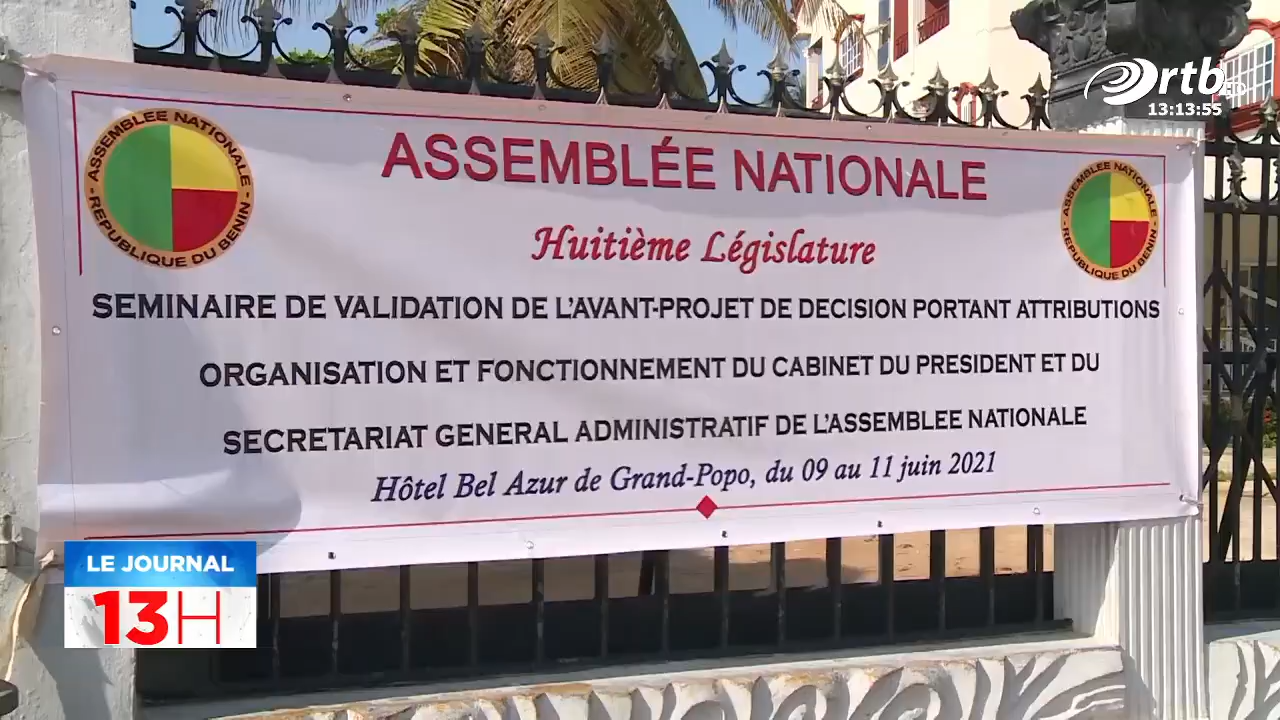 ortb
HD
13:13:55
ASSEMBLEE NATIONALE
- REPUBLIQUE DU BENIN -
ASSEMBLÉE NATIONALE
ASSEMBLEE NATIONALE
- REPUBLIQUE DU BENIN -
Huitième Législature
SEMINAIRE DE VALIDATION DE L'AVANT-PROJET DE DECISION PORTANT ATTRIBUTIONS
ORGANISATION ET FONCTIONNEMENT DU CABINET DU PRESIDENT ET DU
SECRETARIAT GENERAL ADMINISTRATIF DE L'ASSEMBLEE NATIONALE
Hôtel Bel Azur de Grand-Popo, du 09 au 11 juin 2021
LE JOURNAL
13H